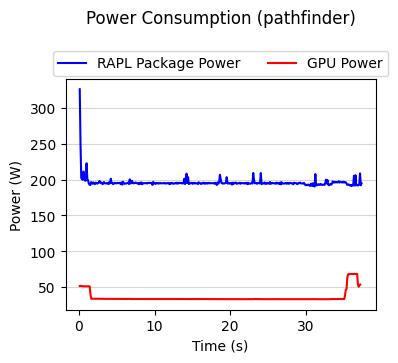 Power Consumption (pathfinder)
RAPL Package Power
GPU Power
300
250
200
150
100
50
Power (W)
0
10
20
30
Time (s)